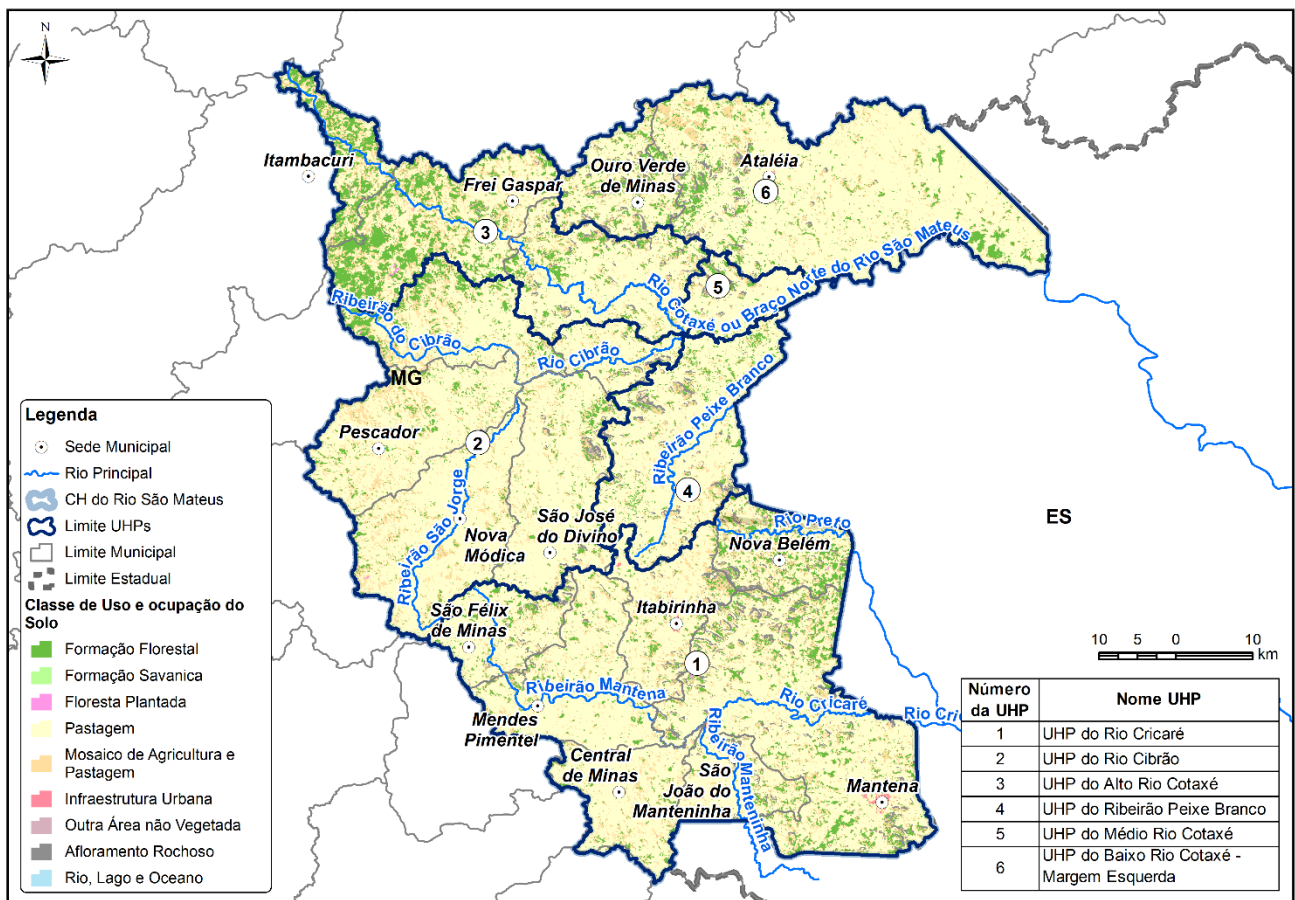 N
Itambacuri
Frei Gaspar
Ouro Verde
de Minas
Ataléia
6
3
5
Rio Cotaxé ou Braço Norte do Rio São Mateus
Ribeirão do Cibrão
Rio Cibrão
MG
Pescador
2
Ribeirão Peixe Branco
4
Ribeirão São Jorge
Nova
Módica
São José
do Divino
Rio Preto
Nova Belém
ES
São Félix
de Minas
Itabirinha
1
Ribeirão Mantena
Mendes
Pimentel
Rio Cricaré
Rio Cri
Central
de Minas
Ribeirão Manteninha
São
João do
Manteninha
Mantena
10 5 0 10
km
Legenda
Sede Municipal
Rio Principal
CH do Rio São Mateus
Limite UHPs
Limite Municipal
Limite Estadual
Classe de Uso e ocupação do
Solo
Formação Florestal
Formação Savanica
Floresta Plantada
Pastagem
Mosaico de Agricultura e
Pastagem
Infraestrutura Urbana
Outra Área não Vegetada
Afloramento Rochoso
Rio, Lago e Oceano
Número
da UHP
Nome UHP
1 UHP do Rio Cricaré
2 UHP do Rio Cibrão
3 UHP do Alto Rio Cotaxé
4 UHP do Ribeirão Peixe Branco
5 UHP do Médio Rio Cotaxé
6 UHP do Baixo Rio Cotaxé -
Margem Esquerda